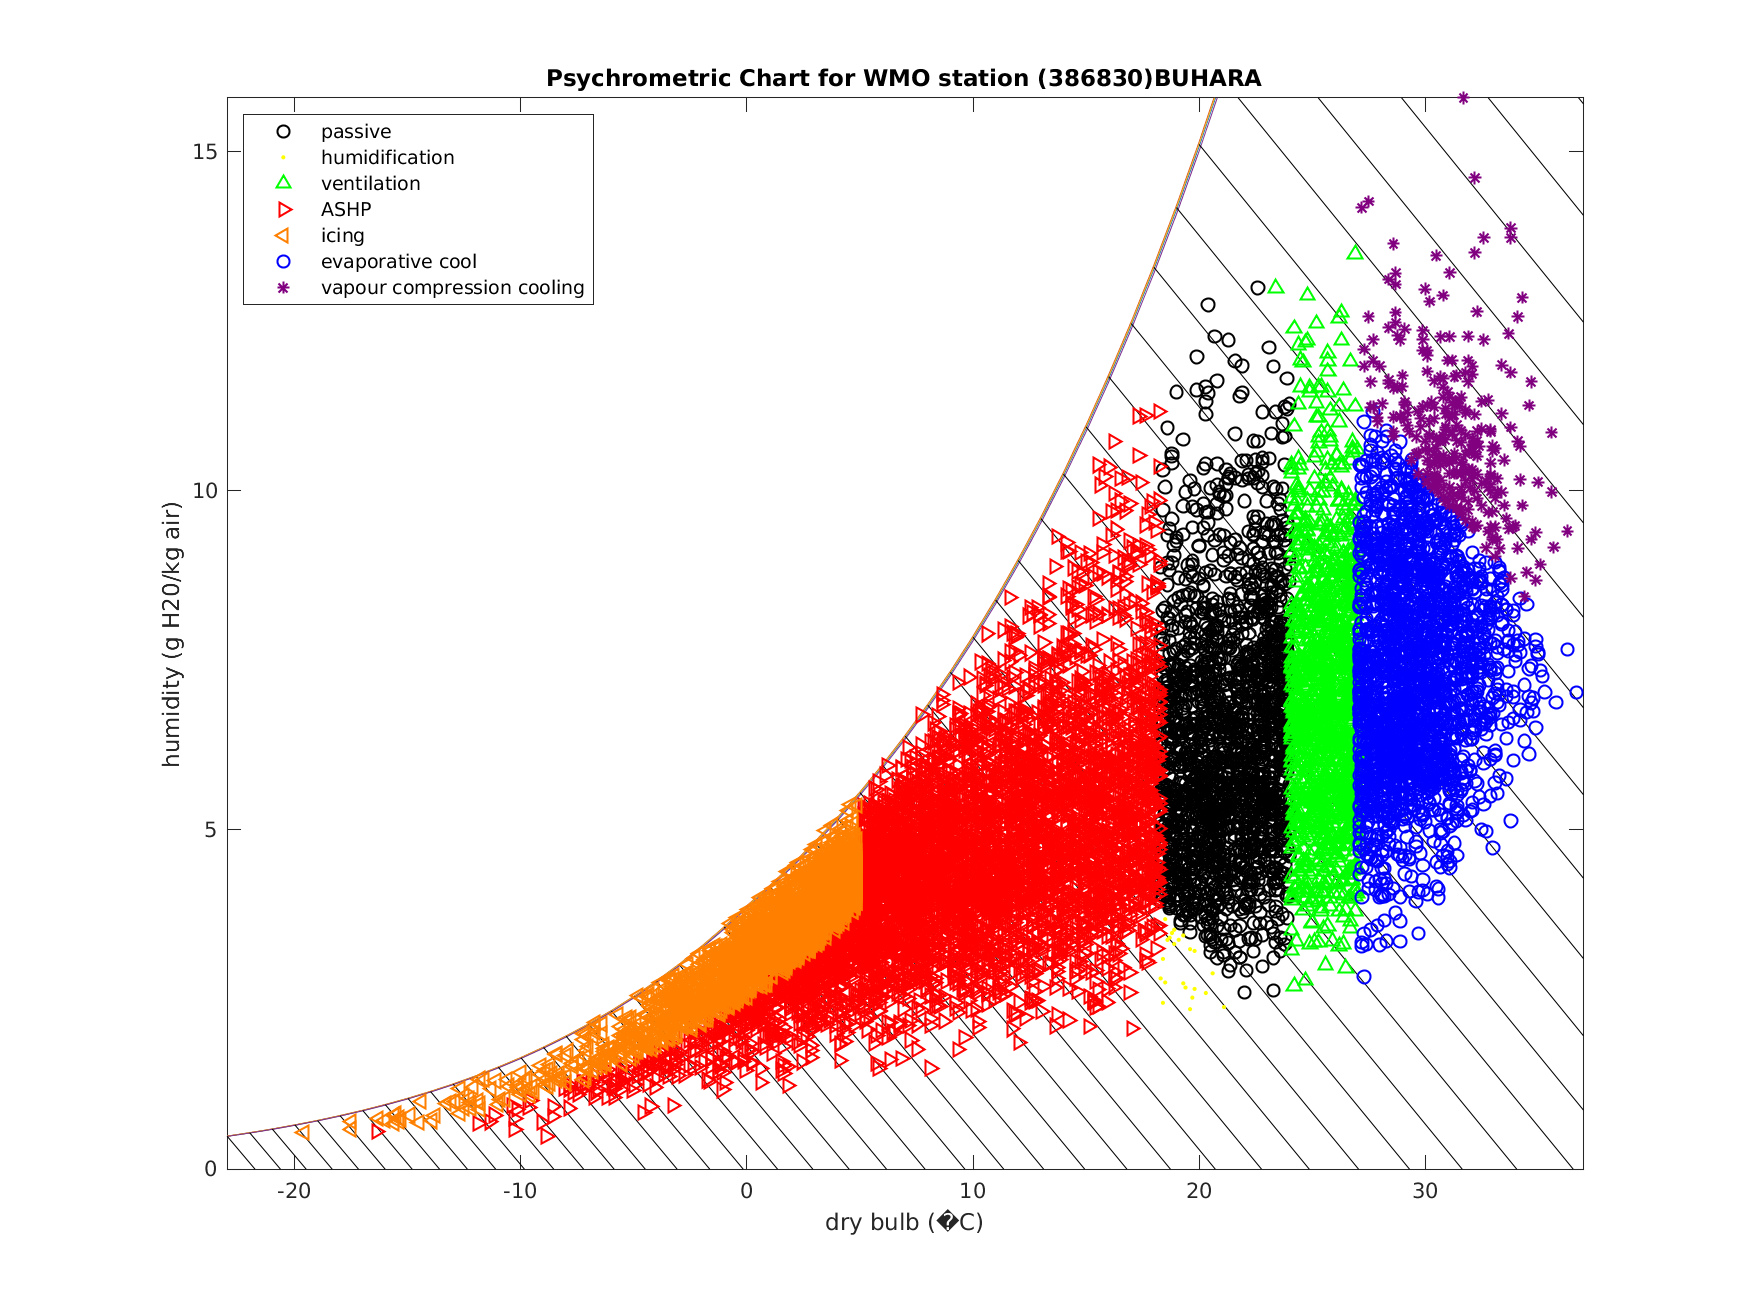 Psychrometric Chart for WMO station (386830)BUHARA
passive
humidification
ventilation
ASHP
icing
evaporative cool
vapour compression cooling
humidity (g H20/kg air)
15
10
5
0
-20 -10 0 10 20 30
dry bulb (�C)